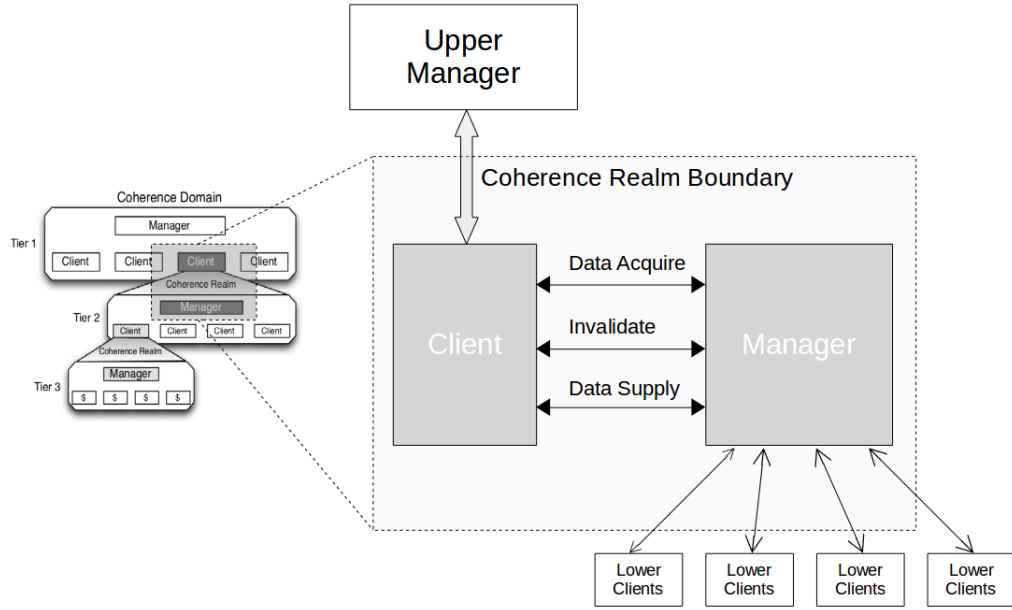 Upper
Manager
Coherence Realm Boundary
Client
Data Acquire
Invalidate
Data Supply
Manager
Lower
Clients
Lower
Clients
Lower
Clients
Lower
Clients
Coherence Domain
Tier 1
Manager
Client
Client
Client
Client
Coherence Realm
Tier 2
Manager
Client
Client
Client
Client
Coherence Realm
Tier 3
Manager
$
$
$
$